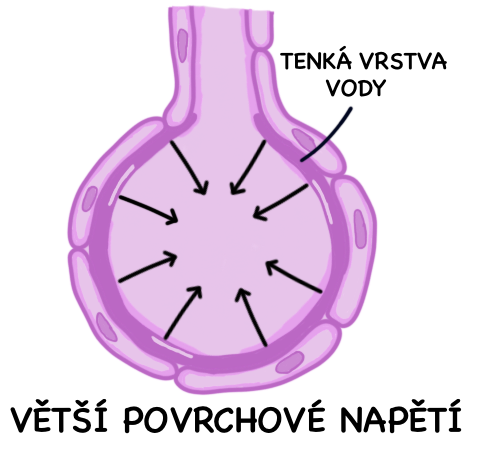 TENKÁ VRSTVA
VODY
VĚTŠÍ POVRCHOVÉ NAPĚTÍ